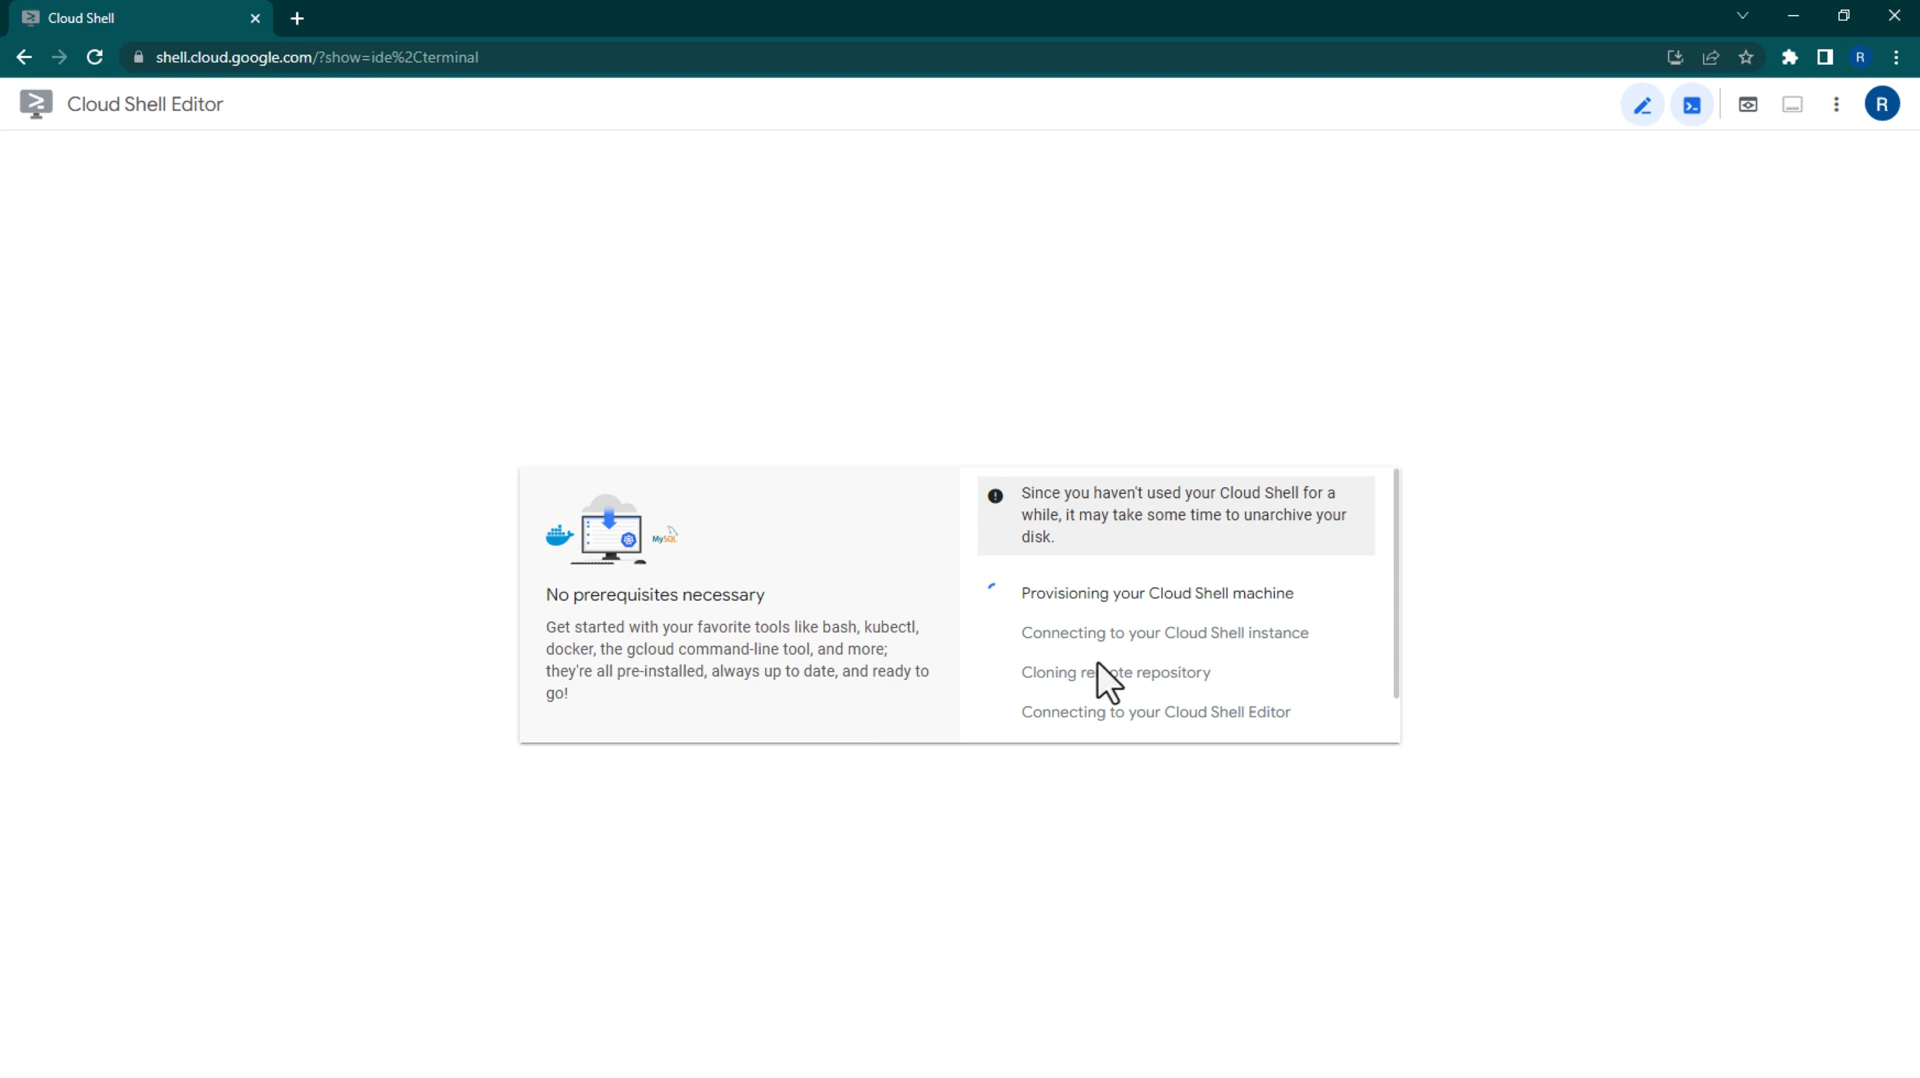 Cloud Shell
shell.cloud.google.com/?show=ide%2Cterminal
R
Cloud Shell Editor
R
MySQL
No prerequisites necessary
Get started with your favorite tools like bash, kubectl,
docker, the gcloud command-line tool, and more;
they're all pre-installed, always up to date, and ready to
go!
Since you haven't used your Cloud Shell for a
while, it may take some time to unarchive your
disk.
Provisioning your Cloud Shell machine
Connecting to your Cloud Shell instance
Cloning remote repository
Connecting to your Cloud Shell Editor